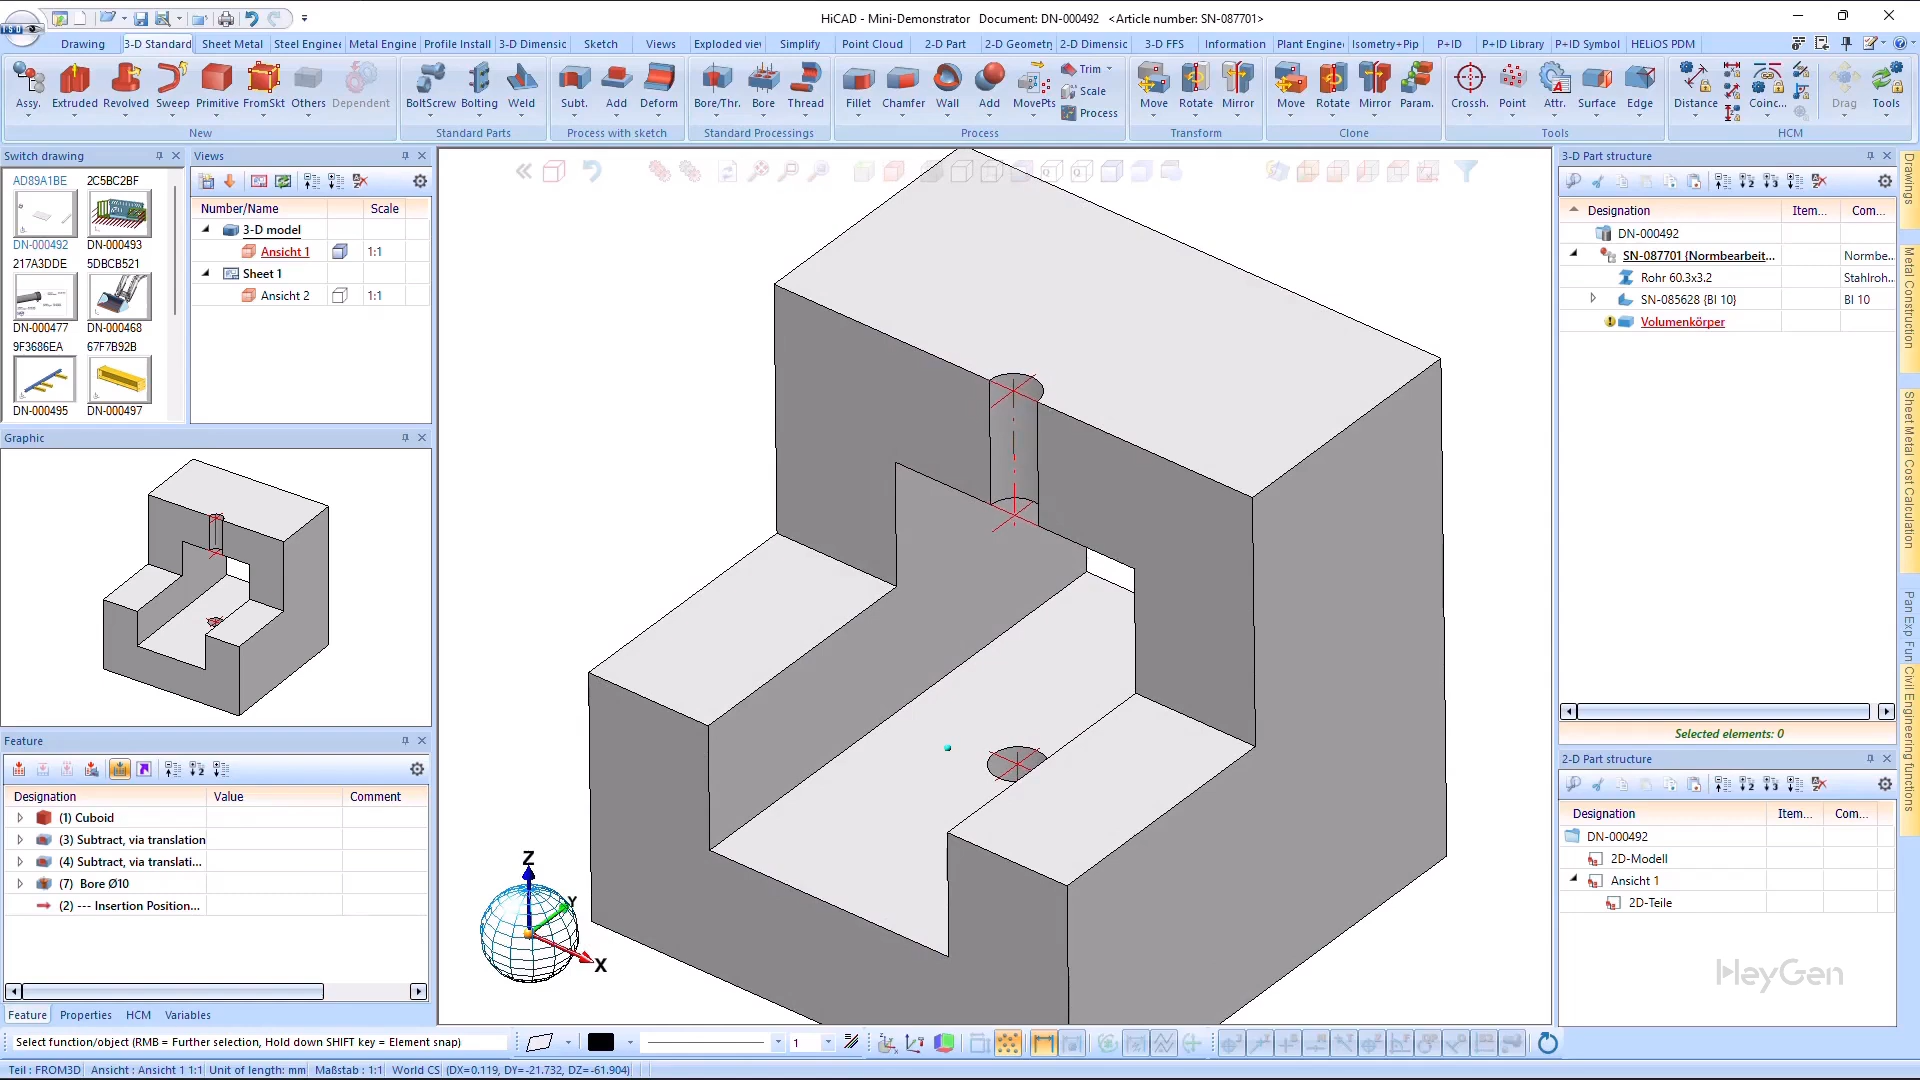 HiCAD - Mini-Demonstrator   Document: DN-000492   <Article number: SN-087701>
ISD
Drawing   3-D Standard   Sheet Metal   Steel Enginee   Metal Engine   Profile Install   3-D Dimensic   Sketch   Views   Exploded viev   Simplify   Point Cloud   2-D Part   2-D Geometr   2-D Dimensic   3-D FFS   Information   Plant Engine   Isometry+Pip   P+ID   P+ID Library   P+ID Symbol   HELiOS PDM
Trim
Scale
Process
Assy.   Extruded   Revolved   Sweep   Primitive   FromSkt   Others   Dependent   BoltScrew   Bolting   Weld   Subt.   Add   Deform   Bore/Thr.   Bore   Thread   Fillet   Chamfer   Wall   Add   MovePts   Move   Rotate   Mirror   Move   Rotate   Mirror   Param.   Crossh.   Point   Attr.   Surface   Edge   Distance   Coinc...   Drag   Tools
New   Standard Parts   Process with sketch   Standard Processings   Process   Transform   Clone   Tools   HCM
Switch drawing
AD89A1BE   2C5BC2BF
DN-000492   DN-000493
217A3DDE   5DBCB521
DN-000477   DN-000468
9F3686EA   67F7B92B
DN-000495   DN-000497
Views
Number/Name   Scale
3-D model
Ansicht 1   1:1
Sheet 1
Ansicht 2   1:1
Graphic
Feature
Designation   Value   Comment
(1) Cuboid
(3) Subtract, via translation
(4) Subtract, via translati...
(7)  Bore Ø10
(2) --- Insertion Position...
Feature   Properties   HCM   Variables
Z
Y
X
3-D Part structure
Designation   Item...   Com...
DN-000492
SN-087701 {Normbearbeit...   Normbe...
Rohr 60.3x3.2   Stahlroh...
SN-085628 {Bl 10}   Bl 10
Volumenkörper
Selected elements: 0
2-D Part structure
Designation   Item...   Com...
DN-000492
2D-Modell
Ansicht 1
2D-Teile
HeyGen
Drawings
Metal Construction
Sheet Metal Cost Calculation
Pan Exp Fun
Civil Engineering functions
Select function/object (RMB = Further selection, Hold down SHIFT key = Element snap)   1
Teil : FROM3D   Ansicht : Ansicht 1 1:1   Unit of length: mm   Maßstab : 1:1   World CS   (DX=0.119, DY=-21.732, DZ=-61.904)